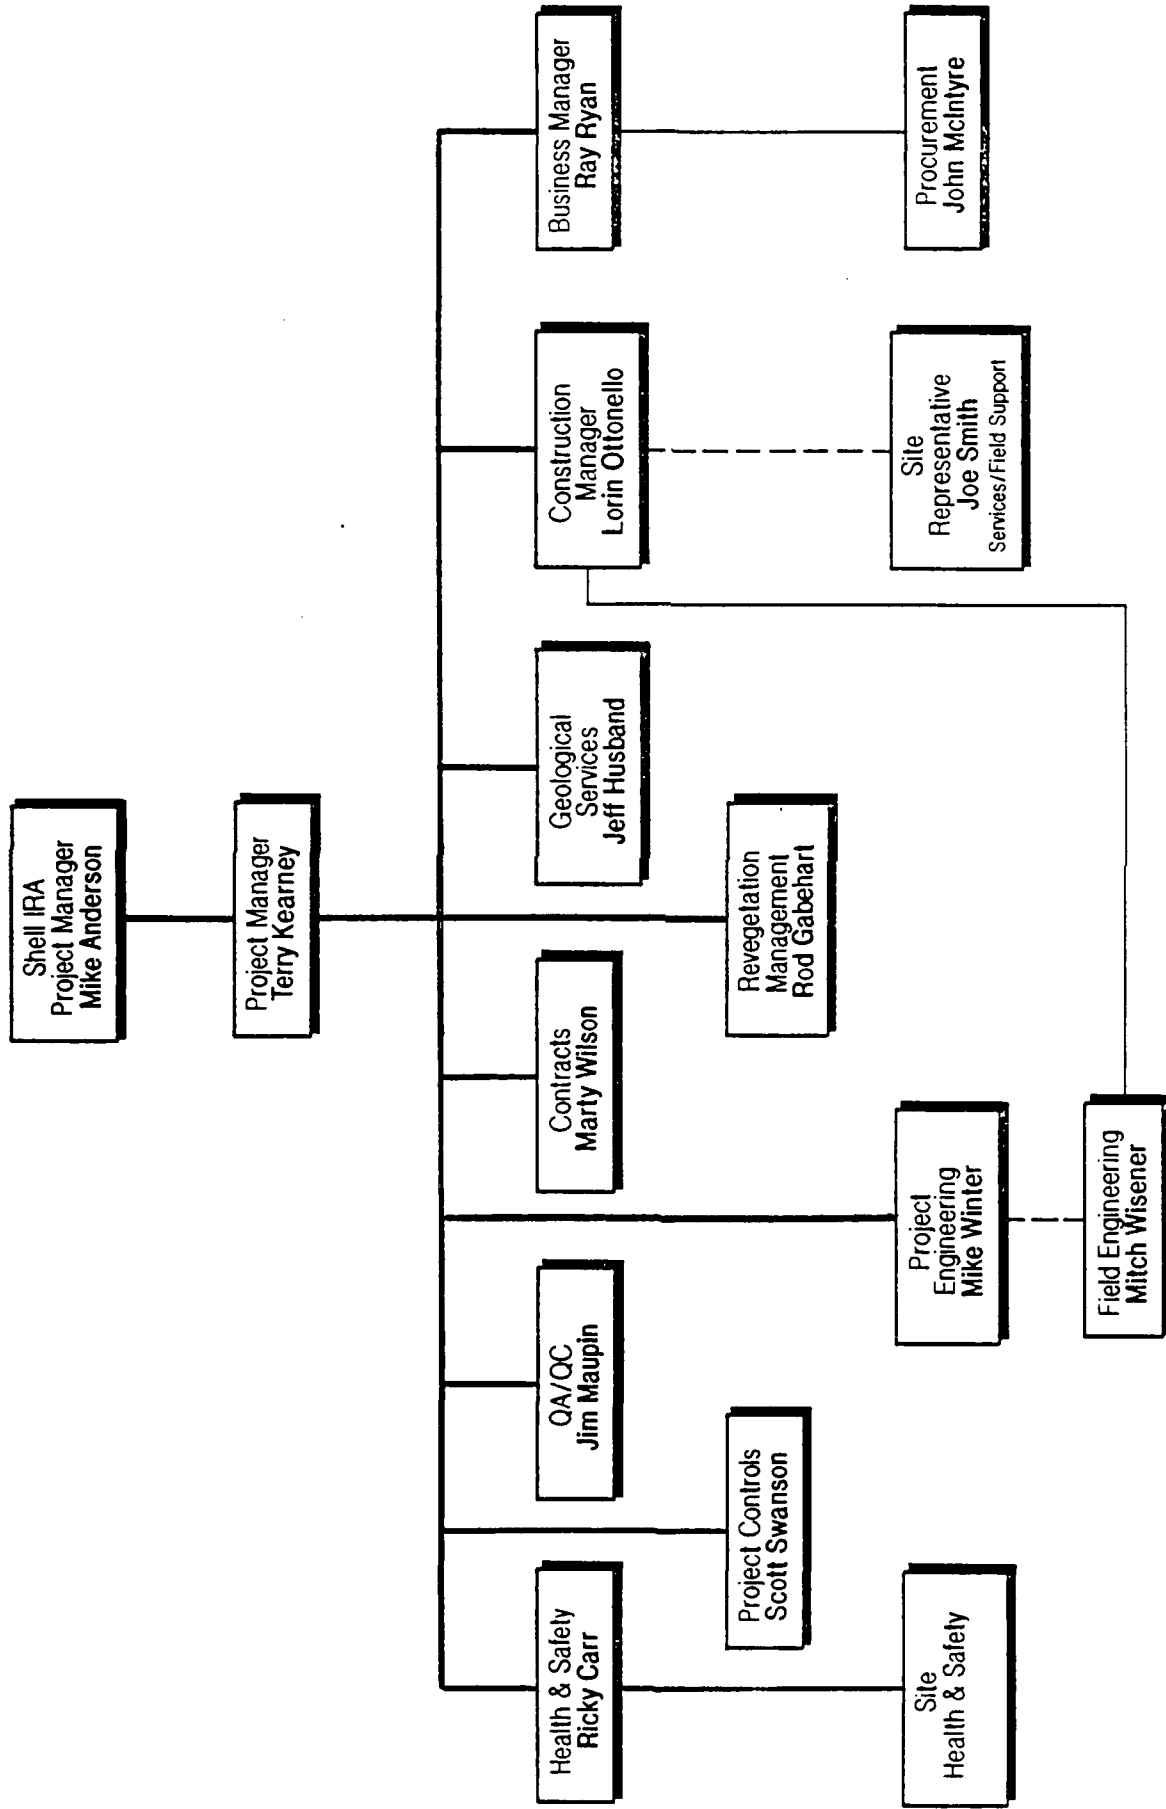 Shell IRA
Project Manager
Mike Anderson
Project Manager
Terry Kearney
Health & Safety
Ricky Carr
QA/QC
Jim Maupin
Contracts
Marty Wilson
Geological
Services
Jeff Husband
Construction
Manager
Lorin Ottonello
Business Manager
Ray Ryan
Project Controls
Scott Swanson
Revegetation
Management
Rod Gabehart
Site
Health & Safety
Project
Engineering
Mike Winter
Site
Representative
Joe Smith
Services/Field Support
Procurement
John McIntyre
Field Engineering
Mitch Wisener